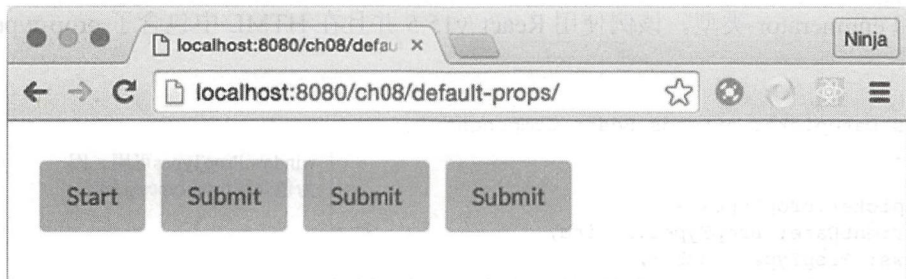 localhost:8080/ch08/defau
Ninja
localhost:8080/ch08/default-props/
Start Submit Submit Submit